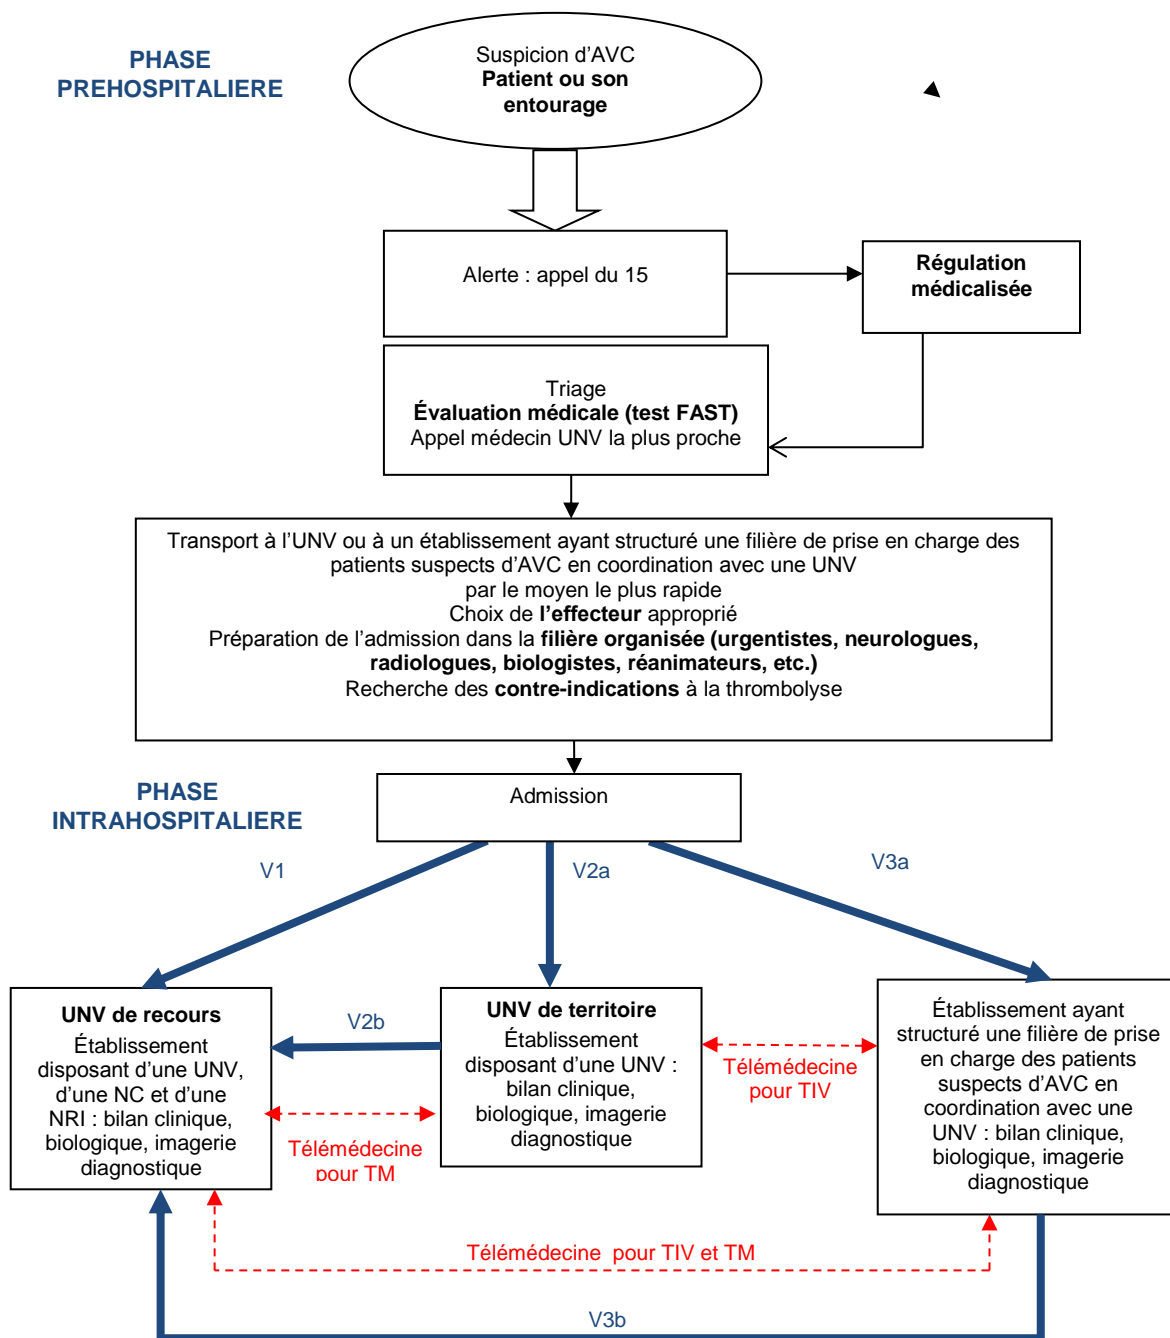 PHASE
PREHOSPITALIERE
Suspicion d’AVC
Patient ou son
entourage
Alerte : appel du 15
Régulation
médicalisée
Triage
Évaluation médicale (test FAST)
Appel médecin UNV la plus proche
Transport à l’UNV ou à un établissement ayant structuré une filière de prise en charge des
patients suspects d’AVC en coordination avec une UNV
par le moyen le plus rapide
Choix de l’effecteur approprié
Préparation de l’admission dans la filière organisée (urgentistes, neurologues,
radiologues, biologistes, réanimateurs, etc.)
Recherche des contre-indications à la thrombolyse
PHASE
INTRAHOSPITALIERE
Admission
V1
V2a
V3a
UNV de recours
Établissement
disposant d’une UNV,
d’une NC et d’une
NRI : bilan clinique,
biologique, imagerie
diagnostique
V2b
Télémédecine
pour TM
UNV de territoire
Établissement
disposant d’une UNV :
bilan clinique,
biologique, imagerie
diagnostique
Télémédecine
pour TIV
Établissement ayant
structuré une filière de prise
en charge des patients
suspects d’AVC en
coordination avec une
UNV : bilan clinique,
biologique, imagerie
diagnostique
Télémédecine pour TIV et TM
V3b